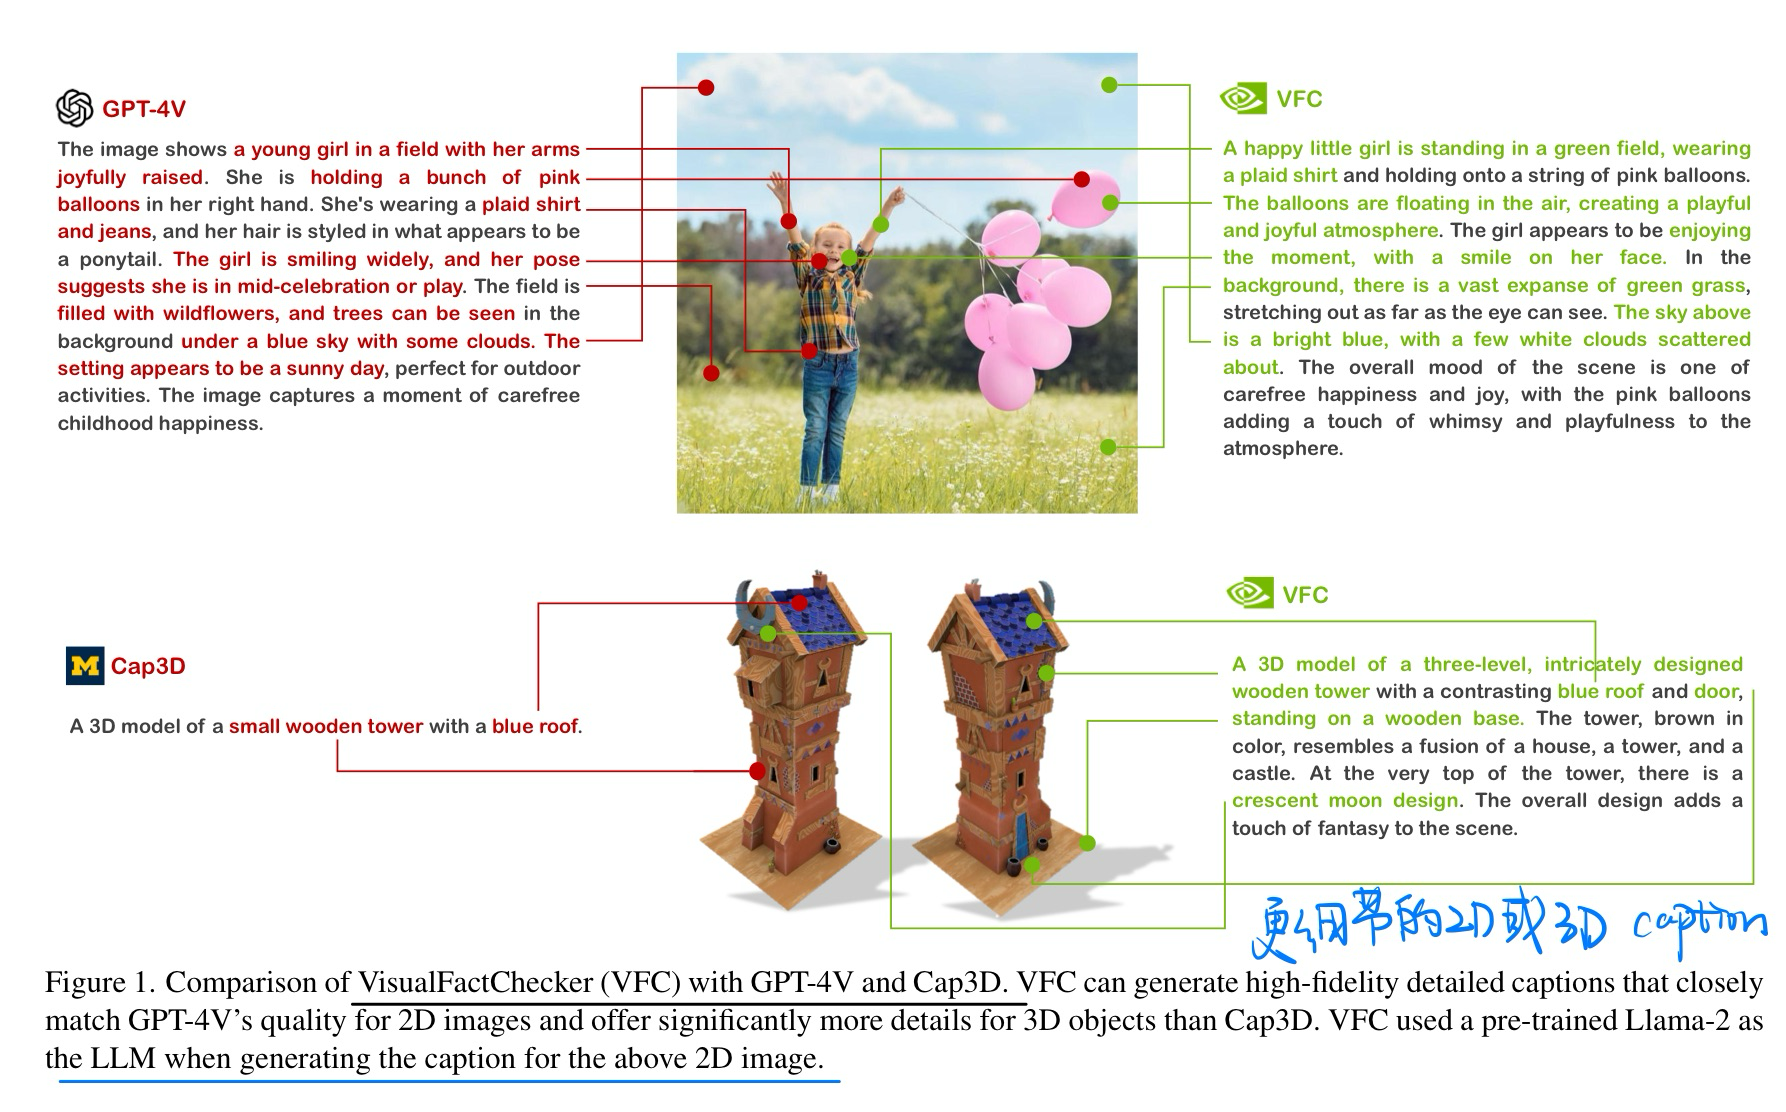 GPT-4V
The image shows a young girl in a field with her arms
joyfully raised. She is holding a bunch of pink
balloons in her right hand. She's wearing a plaid shirt
and jeans, and her hair is styled in what appears to be
a ponytail. The girl is smiling widely, and her pose
suggests she is in mid-celebration or play. The field is
filled with wildflowers, and trees can be seen in the
background under a blue sky with some clouds. The
setting appears to be a sunny day, perfect for outdoor
activities. The image captures a moment of carefree
childhood happiness.
VFC
A happy little girl is standing in a green field, wearing
a plaid shirt and holding onto a string of pink balloons.
The balloons are floating in the air, creating a playful
and joyful atmosphere. The girl appears to be enjoying
the moment, with a smile on her face. In the
background, there is a vast expanse of green grass,
stretching out as far as the eye can see. The sky above
is a bright blue, with a few white clouds scattered
about. The overall mood of the scene is one of
carefree happiness and joy, with the pink balloons
adding a touch of whimsy and playfulness to the
atmosphere.
M Cap3D
A 3D model of a small wooden tower with a blue roof.
VFC
A 3D model of a three-level, intricately designed
wooden tower with a contrasting blue roof and door,
standing on a wooden base. The tower, brown in
color, resembles a fusion of a house, a tower, and a
castle. At the very top of the tower, there is a
crescent moon design. The overall design adds a
touch of fantasy to the scene.
更细节的2D或3D caption
Figure 1. Comparison of VisualFactChecker (VFC) with GPT-4V and Cap3D. VFC can generate high-fidelity detailed captions that closely
match GPT-4V's quality for 2D images and offer significantly more details for 3D objects than Cap3D. VFC used a pre-trained Llama-2 as
the LLM when generating the caption for the above 2D image.